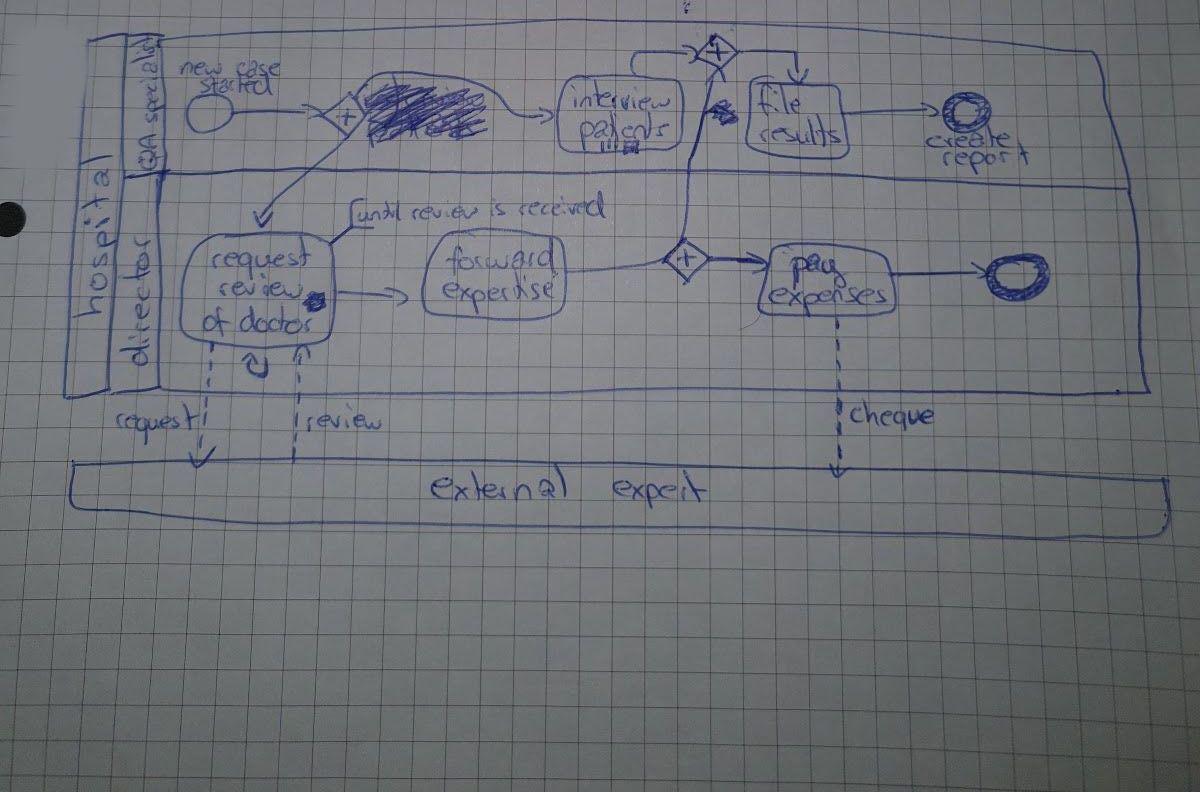 hospital
QA specialist
new case
started
interview
patients
file
results
create
report
director
until review is received
request
review
of doctor
forward
expertise
pay
expenses
request
review
cheque
external expert